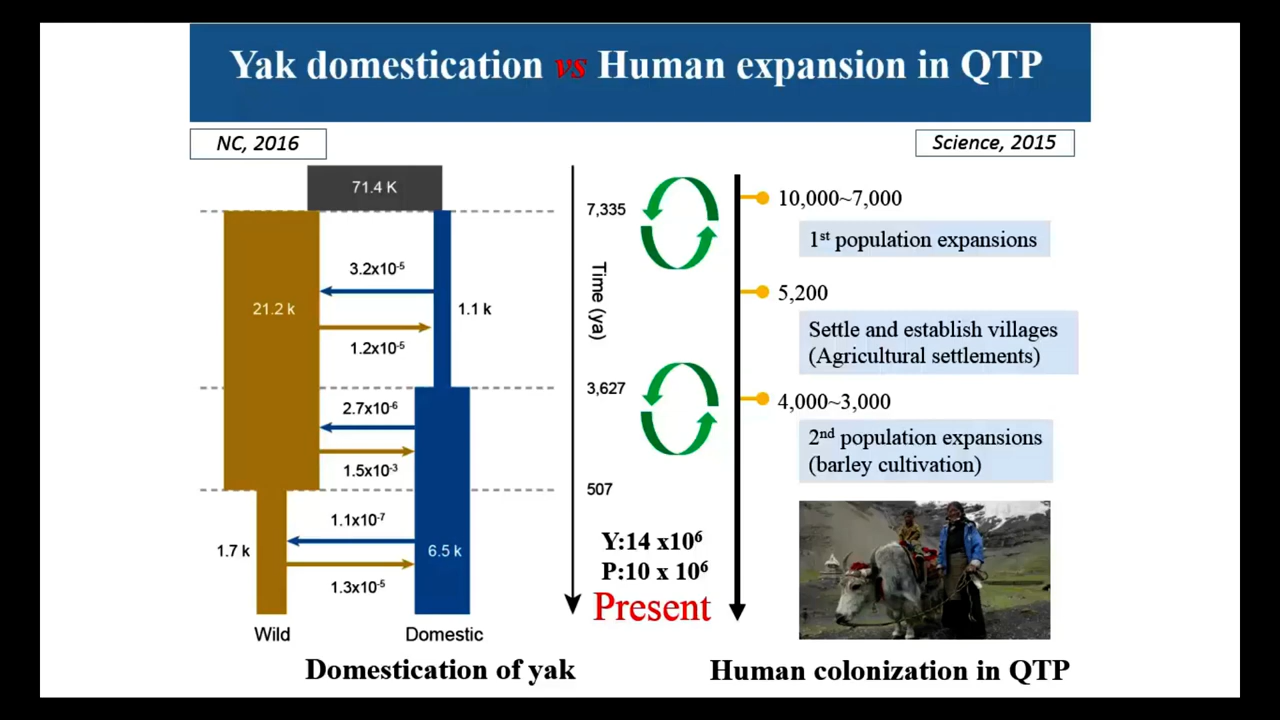 Yak domestication vs Human expansion in QTP
NC, 2016
Science, 2015
71.4 K
7,335
3.2x10⁻⁵
21.2 k
1.1 k
1.2x10⁻⁵
Time (ya)
3,627
2.7x10⁻⁶
1.5x10⁻³
507
1.1x10⁻⁷
1.7 k
6.5 k
1.3x10⁻⁵
Wild
Domestic
Y:14 x10⁶
P:10 x 10⁶
Present
Domestication of yak
10,000~7,000
1ˢᵗ population expansions
5,200
Settle and establish villages
(Agricultural settlements)
4,000~3,000
2ⁿᵈ population expansions
(barley cultivation)
Human colonization in QTP